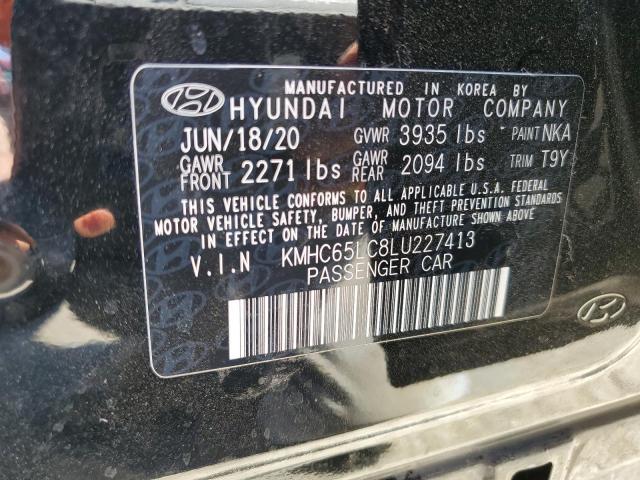 MANUFACTURED IN KOREA BY
HYUNDAI MOTOR COMPANY
JUN/18/20 GVWR 3935 lbs PAINT NKA
GAWR FRONT 2271 lbs GAWR REAR 2094 lbs TRIM T9Y
THIS VEHICLE CONFORMS TO ALL APPLICABLE U.S.A. FEDERAL
MOTOR VEHICLE SAFETY, BUMPER, AND THEFT PREVENTION STANDARDS
IN EFFECT ON THE DATE OF MANUFACTURE SHOWN ABOVE
V.I.N KMHC65LC8LU227413
PASSENGER CAR